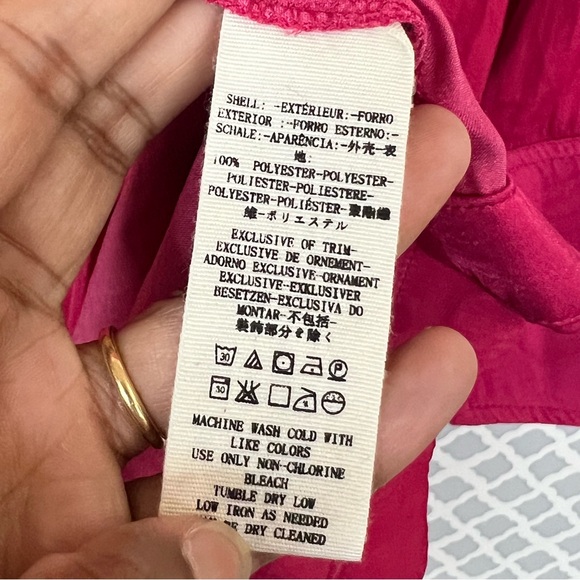 SHELL: -EXTÉRIEUR:-FORRO
EXTERIOR :-FORRO ESTERNO:-
SCHALE:-APARÊNCIA:-外壳-表
地:
100% POLYESTER-POLYESTER-
POLIESTER-POLIESTERE-
POLYESTER-POLIÉSTER-聚酯纖
維-ポリエステル
EXCLUSIVE OF TRIM-
EXCLUSIVE DE ORNEMENT-
ADORNO EXCLUSIVE-ORNAMENT
EXCLUSIVE-EXKLUSIVER
BESETZEN-EXCLUSIVA DO
MONTAR-不包括-
装飾部分を除く
30
P
30
MACHINE WASH COLD WITH
LIKE COLORS
USE ONLY NON-CHLORINE
BLEACH
TUMBLE DRY LOW
LOW IRON AS NEEDED
BE DRY CLEANED